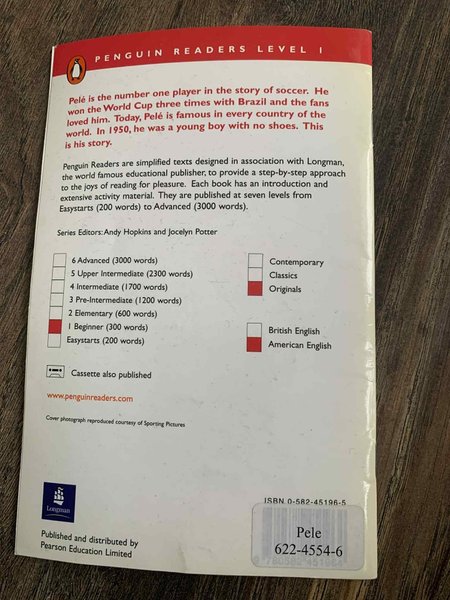 PENGUIN READERS LEVEL 1
Pelé is the number one player in the story of soccer. He
won the World Cup three times with Brazil and the fans
loved him. Today, Pelé is famous in every country of the
world. In 1950, he was a young boy with no shoes. This
is his story.
Penguin Readers are simplified texts designed in association with Longman,
the world famous educational publisher, to provide a step-by-step approach
to the joys of reading for pleasure. Each book has an introduction and
extensive activity material. They are published at seven levels from
Easystarts (200 words) to Advanced (3000 words).
Series Editors: Andy Hopkins and Jocelyn Potter
6 Advanced (3000 words)
5 Upper Intermediate (2300 words)
4 Intermediate (1700 words)
3 Pre-Intermediate (1200 words)
2 Elementary (600 words)
1 Beginner (300 words)
Easystarts (200 words)
Contemporary
Classics
Originals
British English
American English
Cassette also published
www.penguinreaders.com
Cover photograph reproduced courtesy of Sporting Pictures
Longman
Published and distributed by
Pearson Education Limited
ISBN 0-582-45196-5
Pele
622-4554-6
9 780582 451964